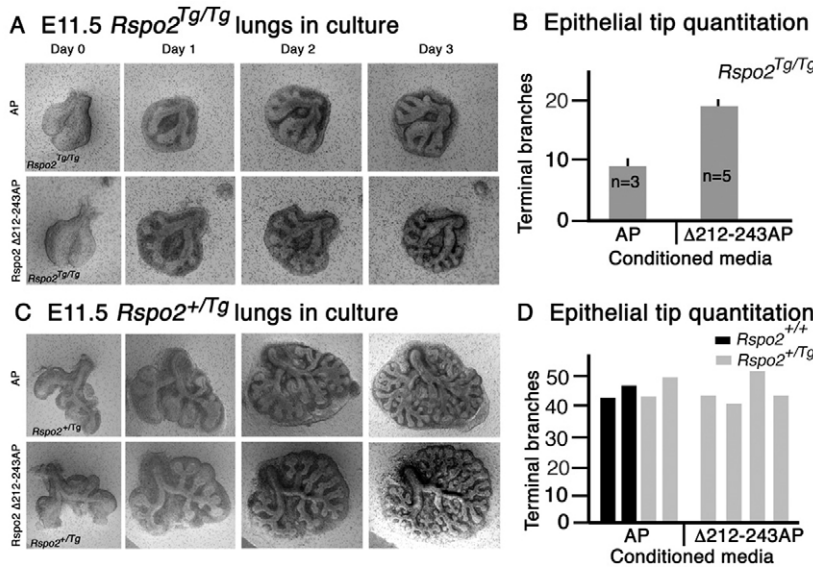 A E11.5 Rspo2Tg/Tg lungs in culture
Day 0 Day 1 Day 2 Day 3
AP
Rspo2Tg/Tg
Rspo2 Δ212-243AP
Rspo2Tg/Tg
B Epithelial tip quantitation
Rspo2Tg/Tg
Terminal branches
20
10
0
n=3
n=5
AP Δ212-243AP
Conditioned media
C E11.5 Rspo2+/Tg lungs in culture
AP
Rspo2+/Tg
Rspo2 Δ212-243AP
Rspo2+/Tg
D Epithelial tip quantitation
Rspo2+/+
Rspo2+/Tg
Terminal branches
50
40
50
20
10
0
AP Δ212-243AP
Conditioned media